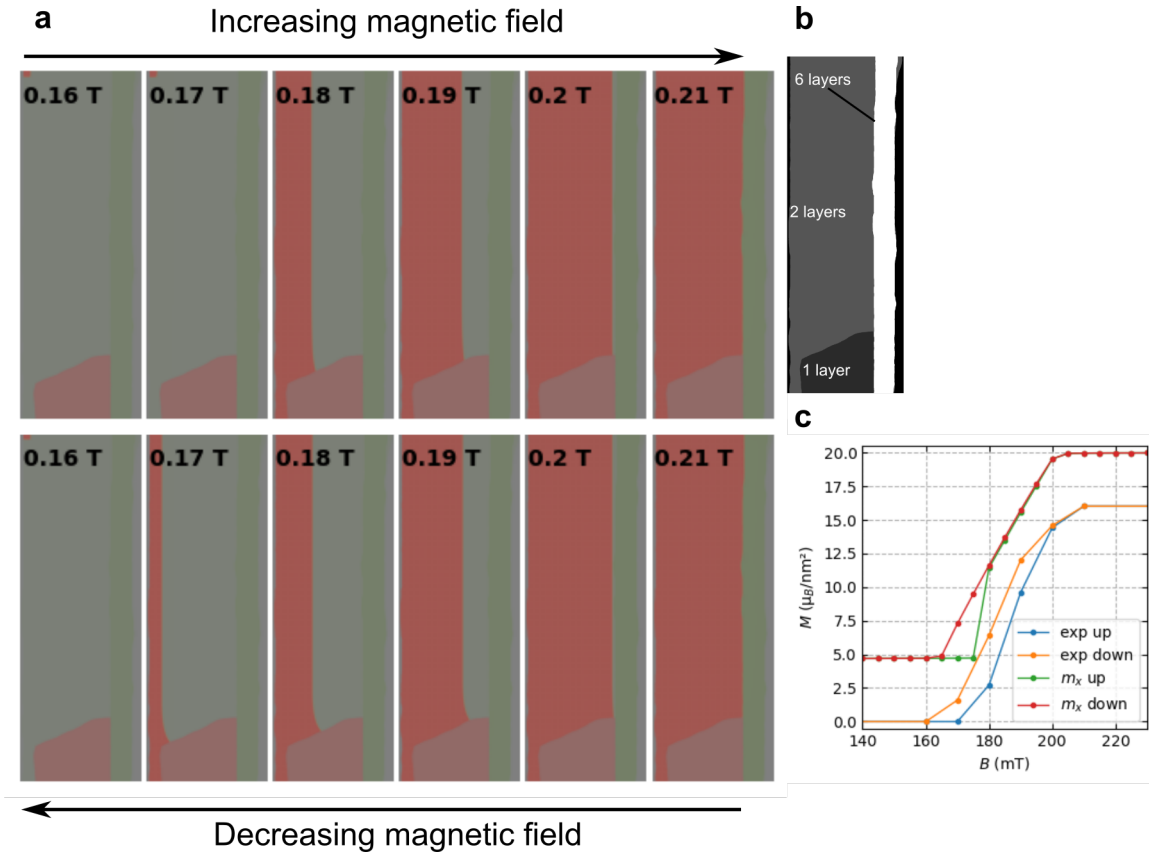 a
Increasing magnetic field
0.16 T 0.17 T 0.18 T 0.19 T 0.2 T 0.21 T
0.16 T 0.17 T 0.18 T 0.19 T 0.2 T 0.21 T
Decreasing magnetic field
b
6 layers
2 layers
1 layer
c
M (μB/nm²)
20.0
17.5
15.0
12.5
10.0
7.5
5.0
2.5
0.0
exp up
exp down
mx up
mx down
140 160 180 200 220
B (mT)